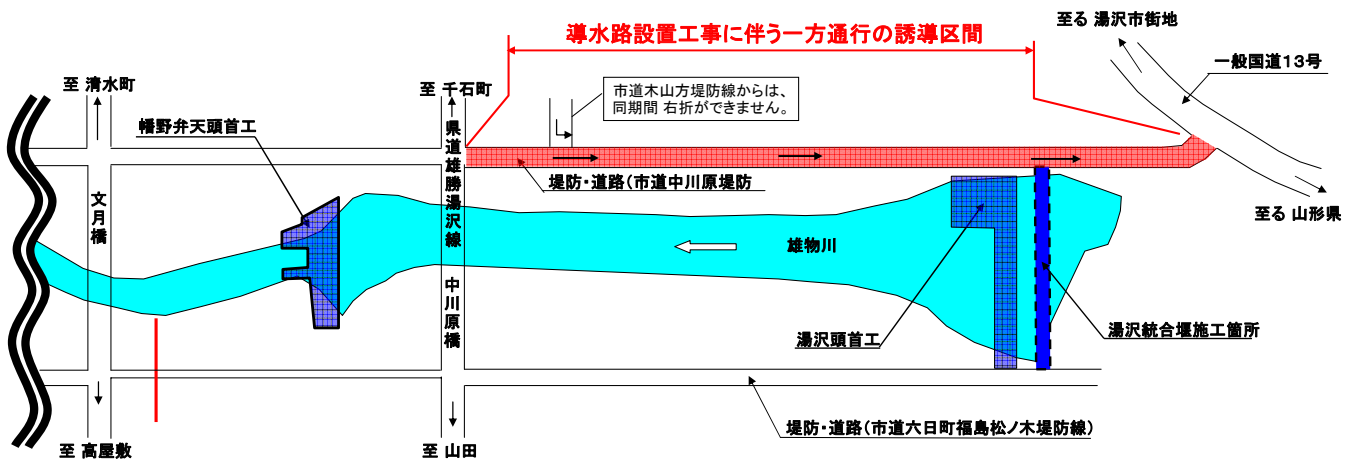 導水路設置工事に伴う一方通行の誘導区間
至る 湯沢市街地
一般国道13号
至 清水町
至 千石町
市道木山方堤防線からは、
同期間 右折ができません。
幡野弁天頭首工
県道雄勝湯沢線 中川原橋
堤防・道路(市道中川原堤防
文月橋
至る 山形県
雄物川
湯沢頭首工
湯沢統合堰施工箇所
堤防・道路(市道六日町福島松ノ木堤防線)
至 高屋敷
至 山田